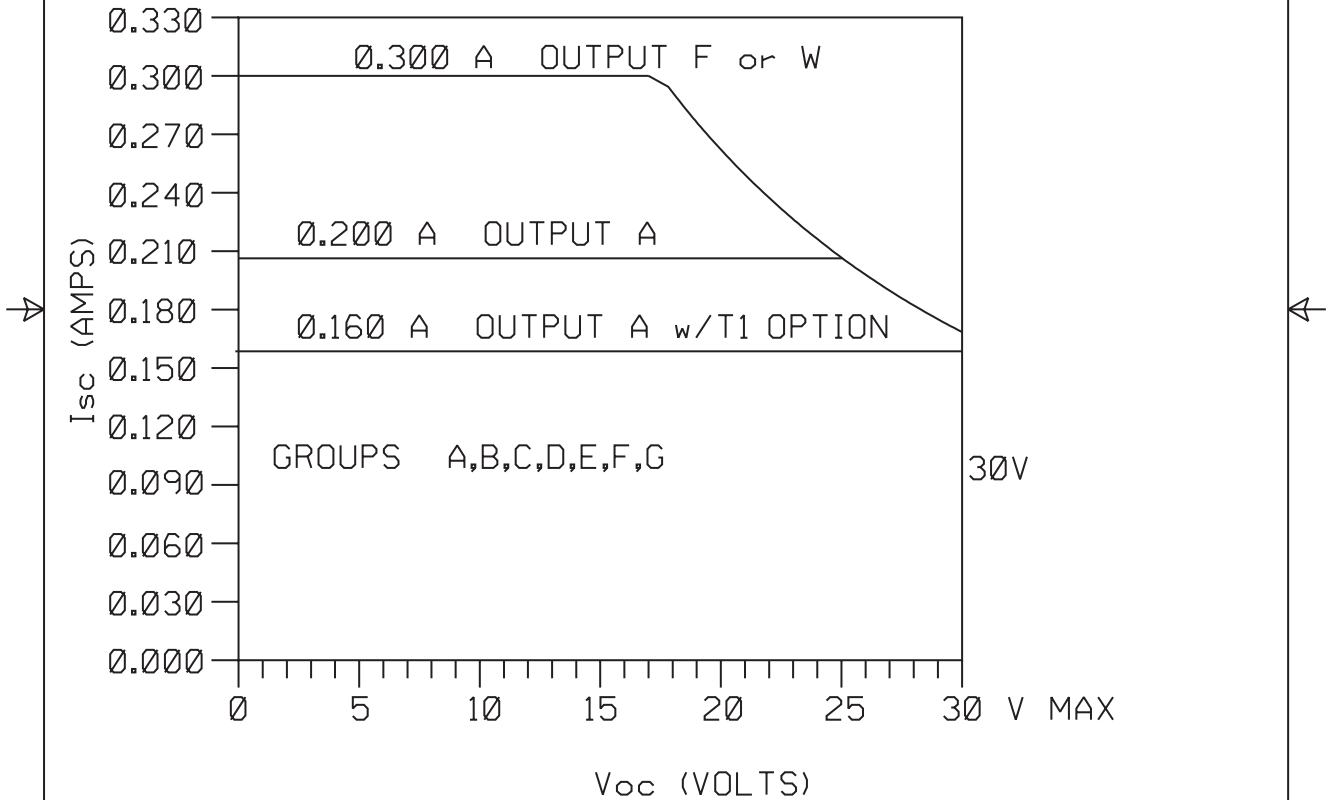 0.330
0.300 A OUTPUT F or W
0.300
0.270
0.240
0.200 A OUTPUT A
0.210
0.180
0.160 A OUTPUT A w/T1 OPTION
0.150
0.120
GROUPS A,B,C,D,E,F,G
30V
0.090
0.060
0.030
0.000
Isc (AMPS)
0 5 10 15 20 25 30 V MAX
Voc (VOLTS)